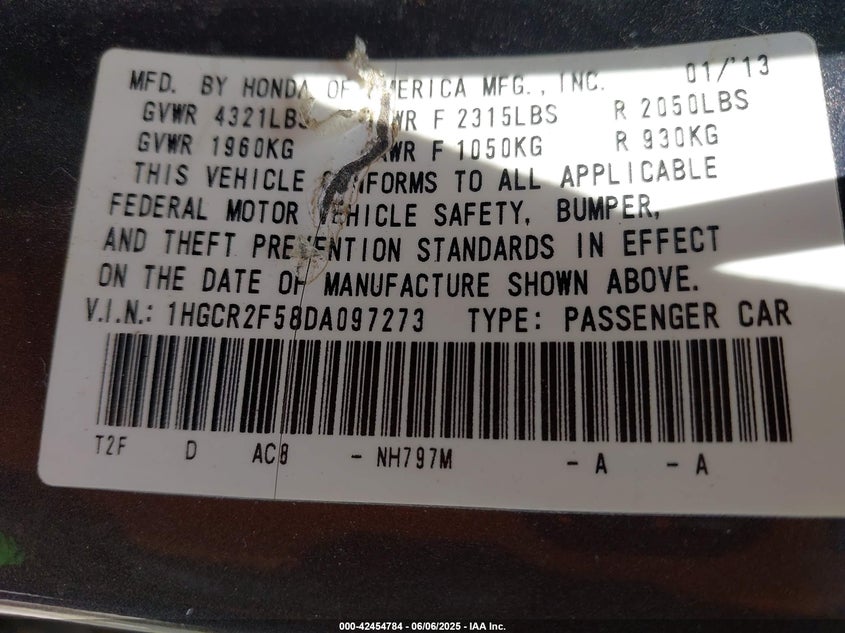 MFD. BY HONDA OF AMERICA MFG., INC. 01/'13
GVWR 4321LBS GAWR F 2315LBS R 2050LBS
GVWR 1960KG GAWR F 1050KG R 930KG
THIS VEHICLE CONFORMS TO ALL APPLICABLE
FEDERAL MOTOR VEHICLE SAFETY, BUMPER,
AND THEFT PREVENTION STANDARDS IN EFFECT
ON THE DATE OF MANUFACTURE SHOWN ABOVE.
V.I.N.: 1HGCR2F58DA097273 TYPE: PASSENGER CAR
T2F D AC8 - NH797M - A - A
000-42454784 - 06/06/2025 - IAA Inc.